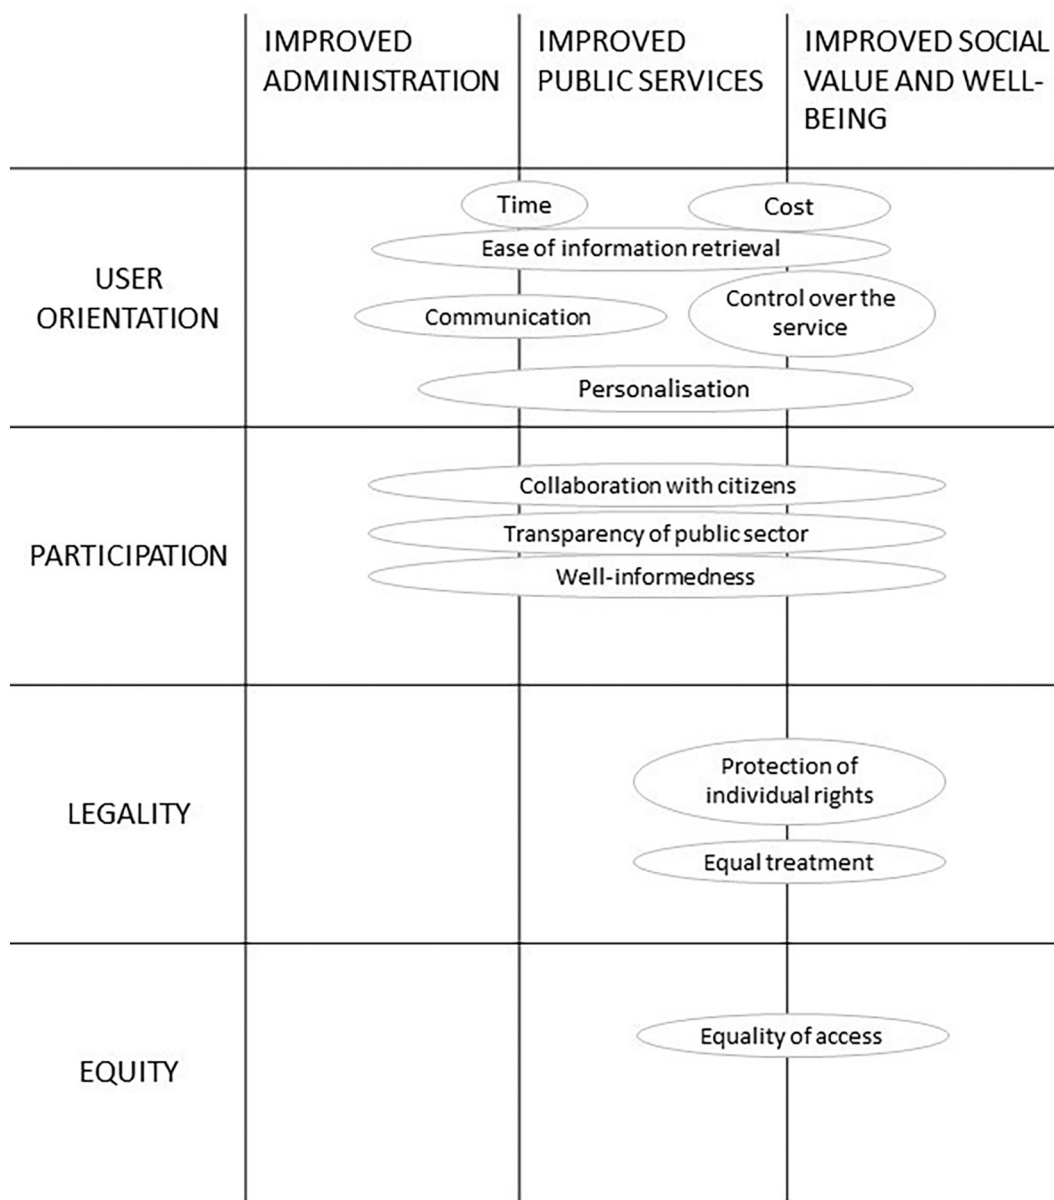 IMPROVED
ADMINISTRATION
IMPROVED
PUBLIC SERVICES
IMPROVED SOCIAL
VALUE AND WELL-
BEING
USER
ORIENTATION
Time
Cost
Ease of information retrieval
Communication
Control over the
service
Personalisation
PARTICIPATION
Collaboration with citizens
Transparency of public sector
Well-informedness
LEGALITY
Protection of
individual rights
Equal treatment
EQUITY
Equality of access